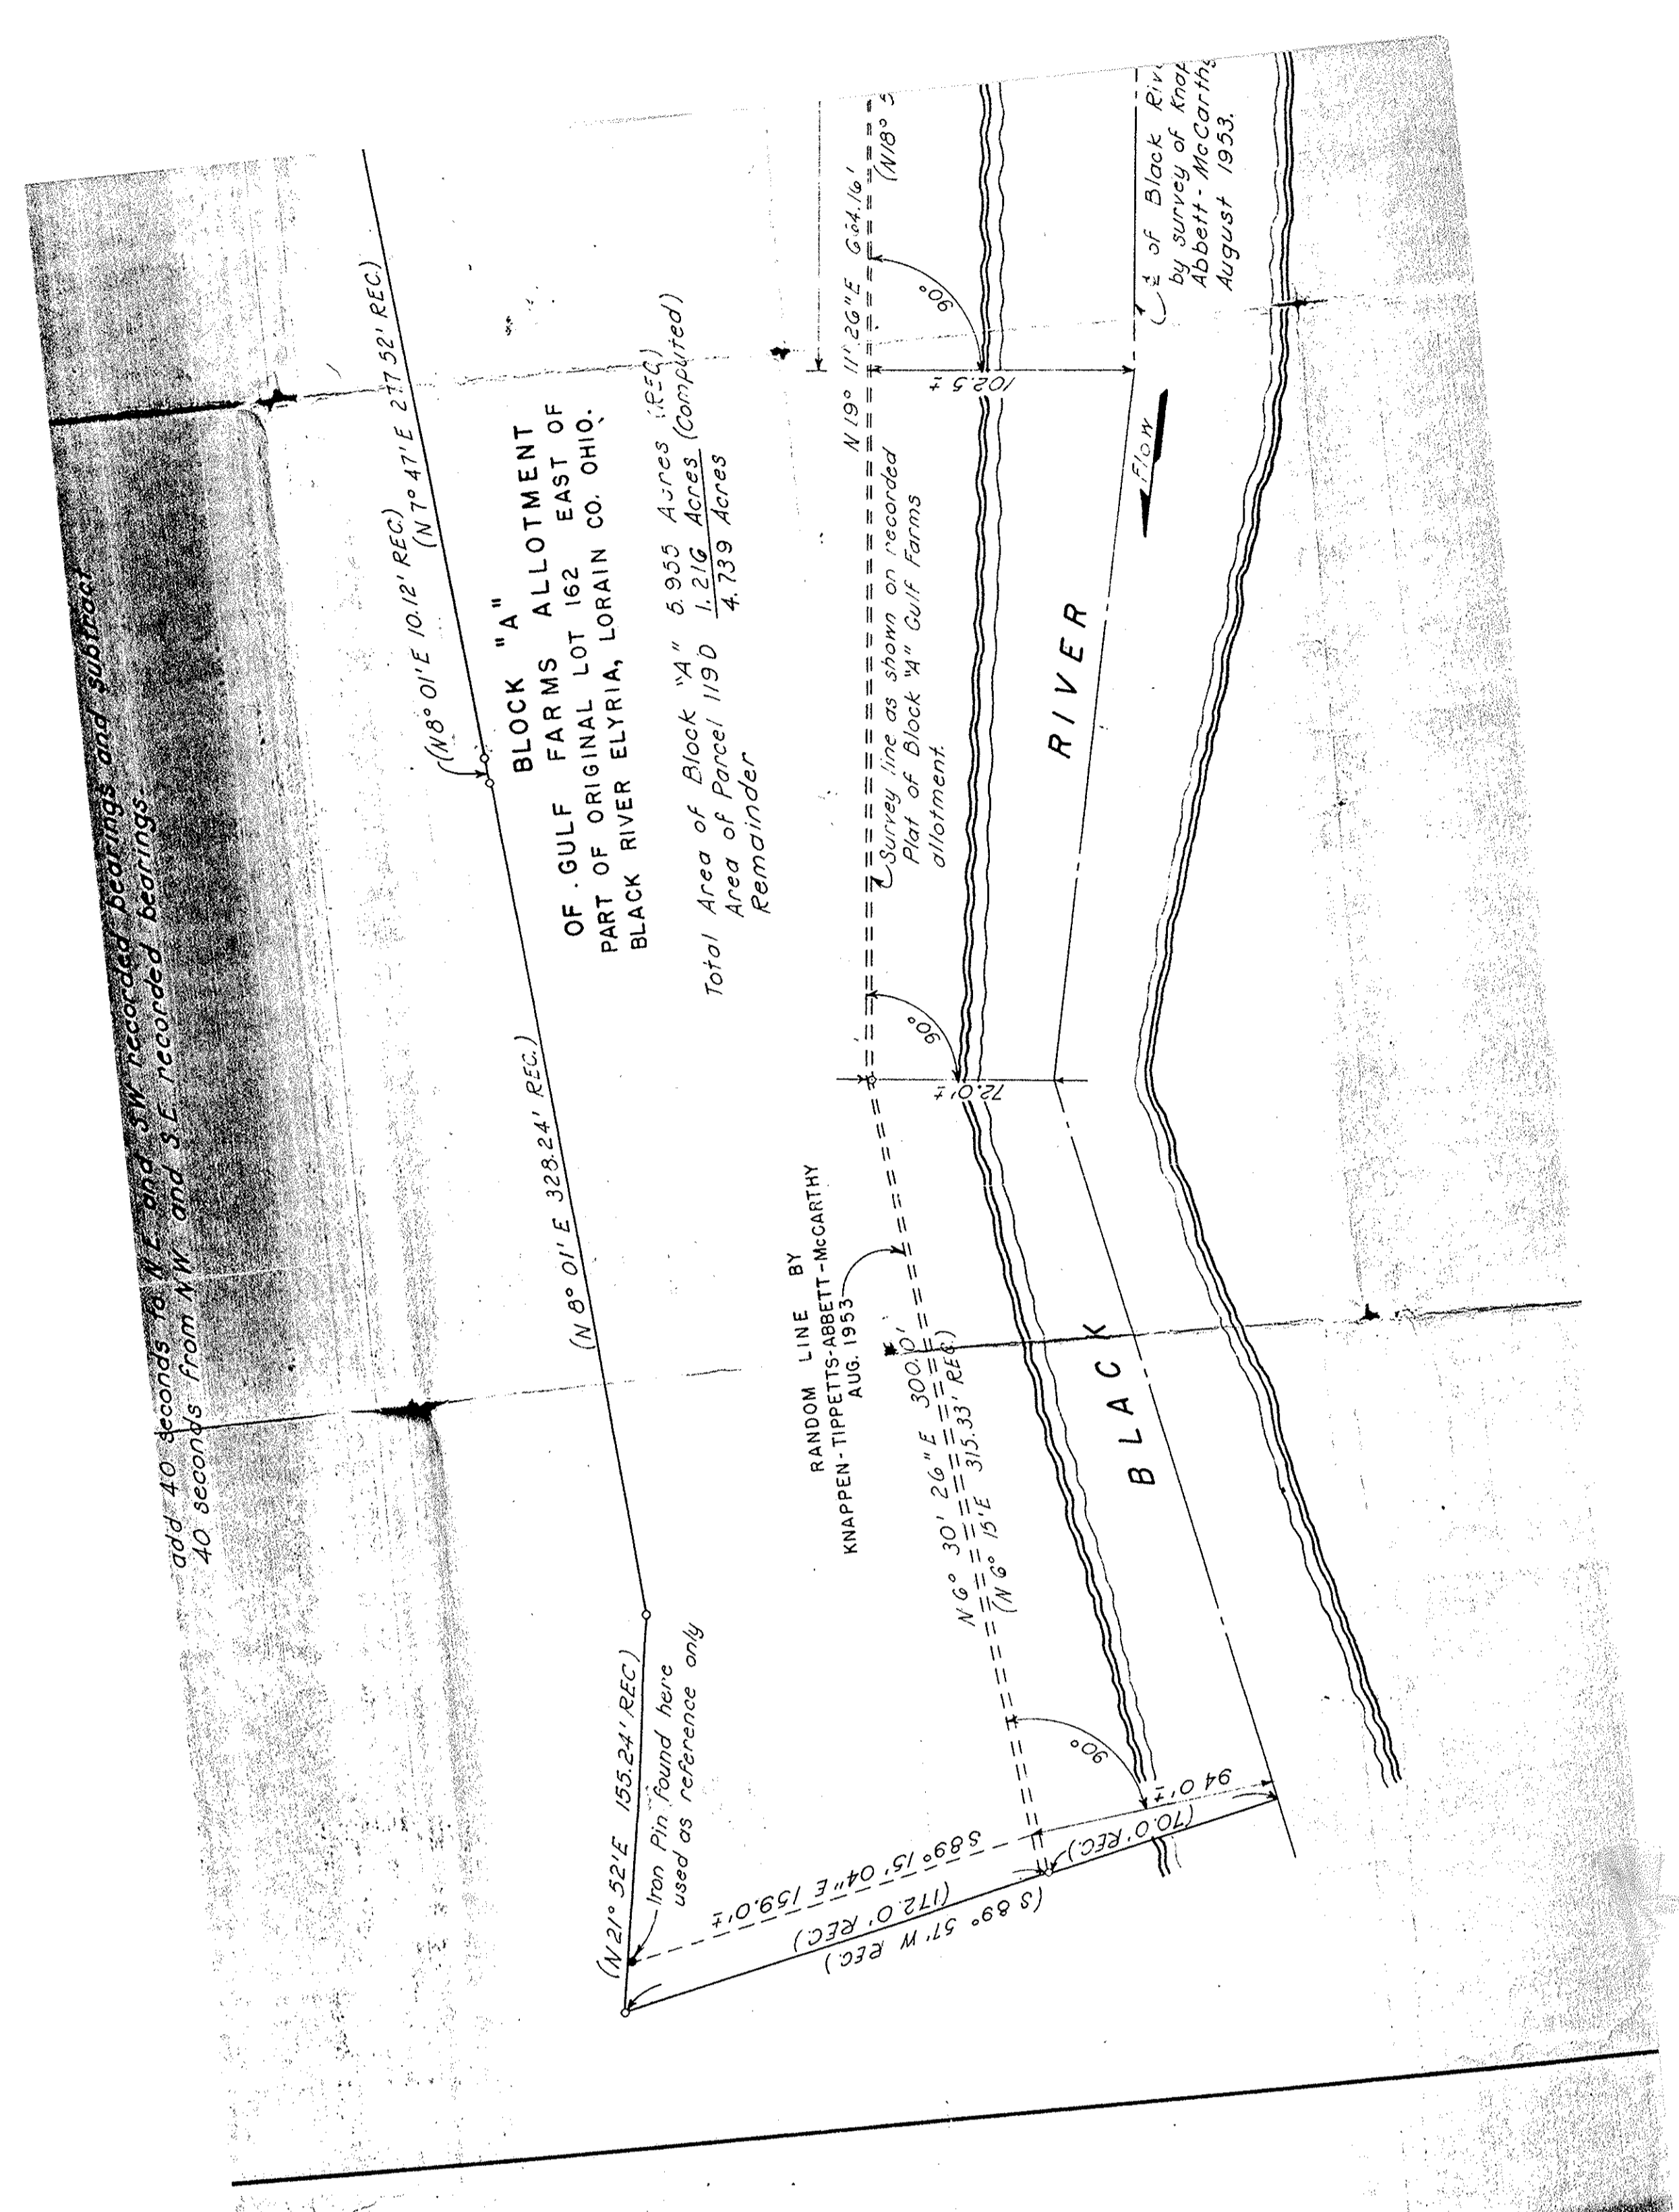 add 40 seconds to NE and SW recorded bearings and subtract
40 seconds from NW and S.E. recorded bearings.
(N 21° 52' E 155.24' REC)
Iron Pin found here
used as reference only
(N 8° 01' E 328.24' REC.)
(N 8° 01' E 10.12' REC.)
(N 7° 47' E 277.52' REC.)
BLOCK "A"
OF GULF FARMS ALLOTMENT
PART OF ORIGINAL LOT 162 EAST OF
BLACK RIVER ELYRIA, LORAIN CO. OHIO.
Total Area of Block "A" 5.955 Acres (REC)
Area of Parcel 119D 1.216 Acres (Computed)
Remainder 4.739 Acres
RANDOM LINE BY
KNAPPEN-TIPPETTS-ABBETT-McCARTHY
AUG. 1953
N 6° 30' 26" E 300.0'
(N 6° 15' E 315.33' REC.)
N 19° 11' 26" E 664.16'
(N 18° 5
Survey line as shown on recorded
Plat of Block "A" Gulf Farms
allotment.
90°
90°
90°
72.0' ±
102.5 ±
94.0' ±
(70.0' REC.)
S 89° 15' 04" E 159.0' ±
(172.0' REC.)
(S 89° 57' W REC.)
BLACK RIVER
Flow
℄ of Black Riv
by survey of Knap
Abbett-McCarthy
August 1953.